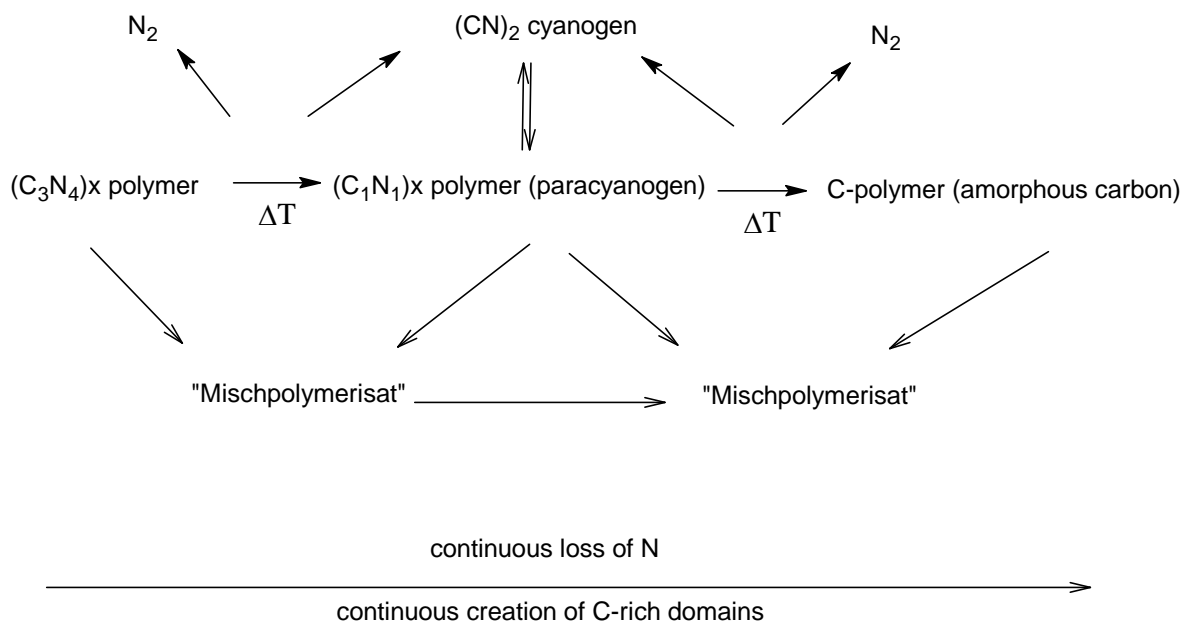 N₂
(CN)₂ cyanogen
N₂
(C₃N₄)x polymer
(C₁N₁)x polymer (paracyanogen)
C-polymer (amorphous carbon)
ΔT
ΔT
"Mischpolymerisat"
"Mischpolymerisat"
continuous loss of N
continuous creation of C-rich domains